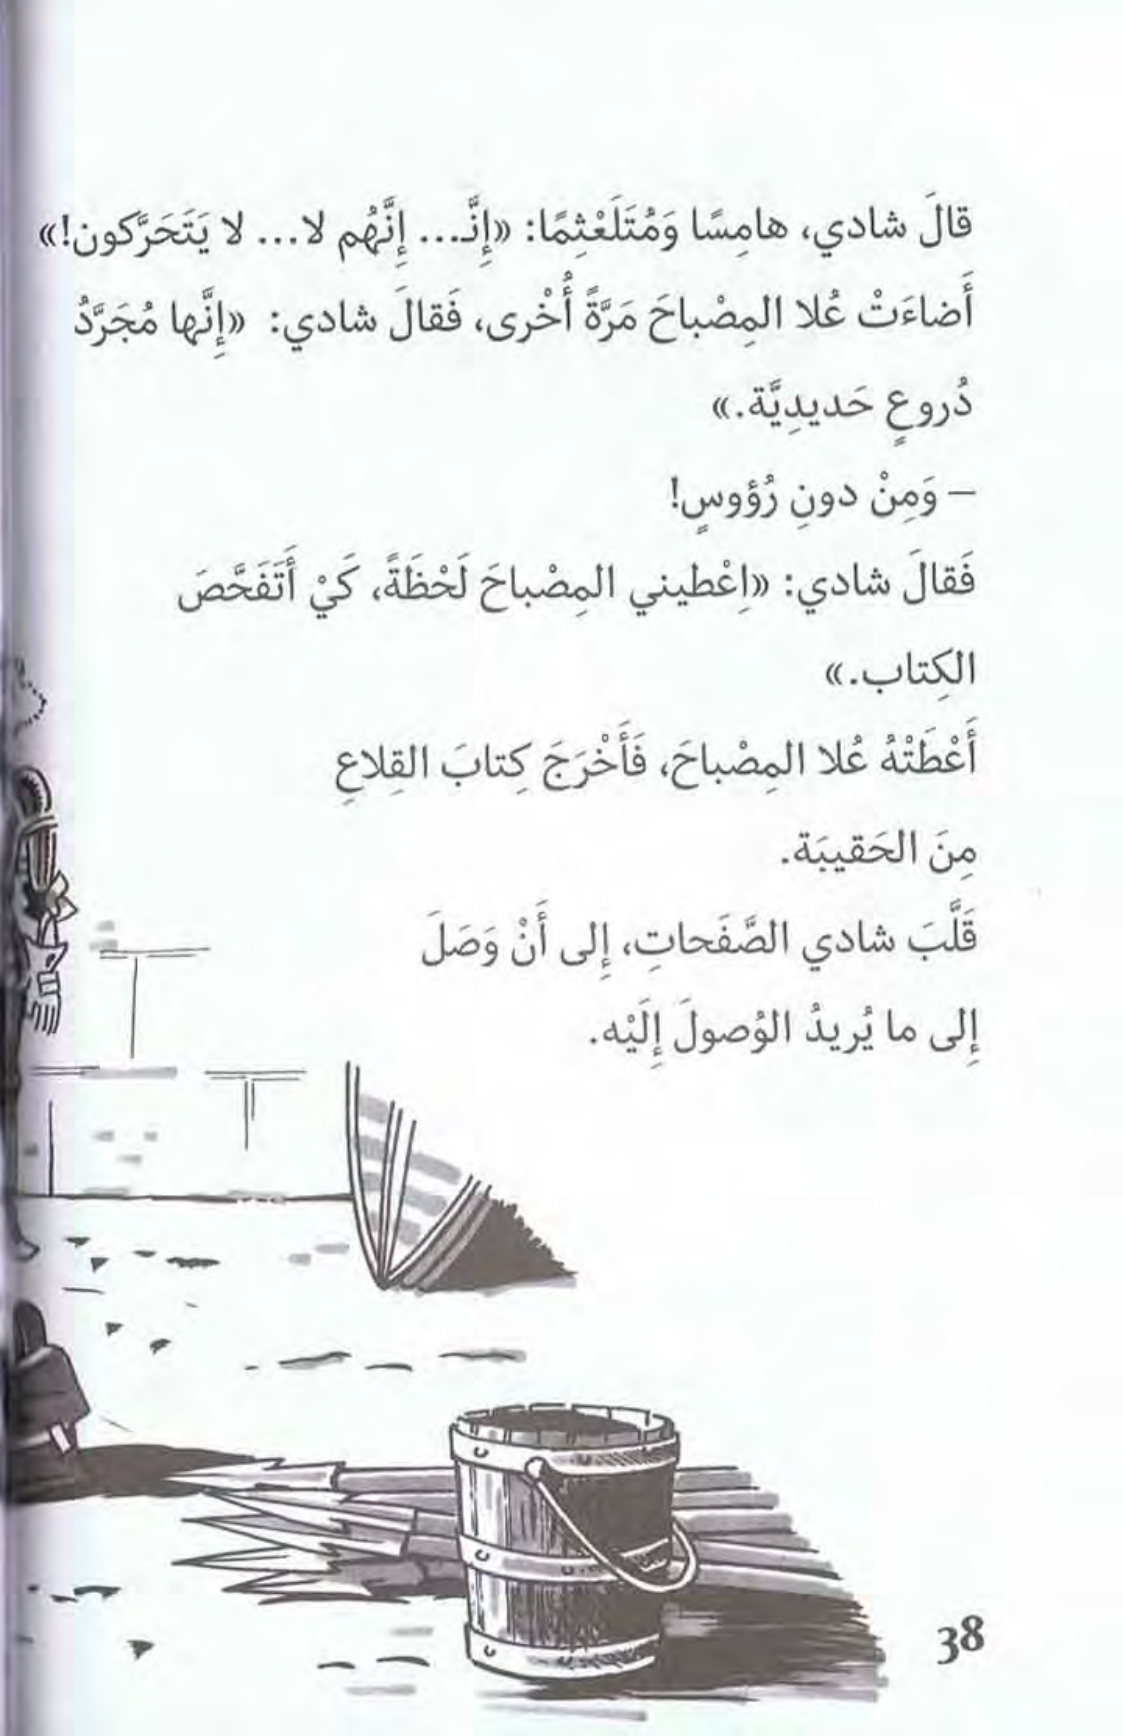 قالَ شادي، هامِسًا وَمُتَلَعْثِمًا: «إِنَّـ... إِنَّهُم لا... لا يَتَحَرَّكون!»
أَضاءَتْ عُلا المِصْباحَ مَرَّةً أُخْرى، فَقالَ شادي: «إِنَّها مُجَرَّدُ
دُروعٍ حَديدِيَّة.»
– وَمِنْ دونِ رُؤوسٍ!
فَقالَ شادي: «اِعْطيني المِصْباحَ لَحْظَةً، كَيْ أَتَفَحَّصَ
الكِتاب.»
أَعْطَتْهُ عُلا المِصْباحَ، فَأَخْرَجَ كِتابَ القِلاعِ
مِنَ الحَقيبَة.
قَلَّبَ شادي الصَّفَحاتِ، إِلى أَنْ وَصَلَ
إِلى ما يُريدُ الوُصولَ إِلَيْه.
38